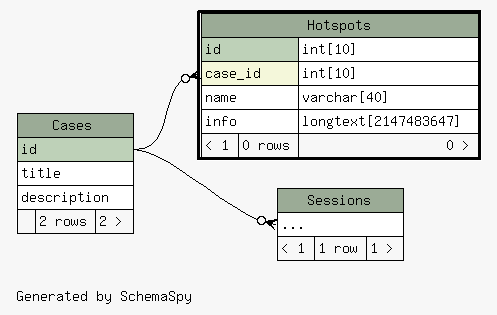 Hotspots
id int[10]
case_id int[10]
name varchar[40]
info longtext[2147483647]
< 1 0 rows 0 >
Cases
id
title
description
2 rows 2 >
Sessions
...
< 1 1 row 1 >
Generated by SchemaSpy